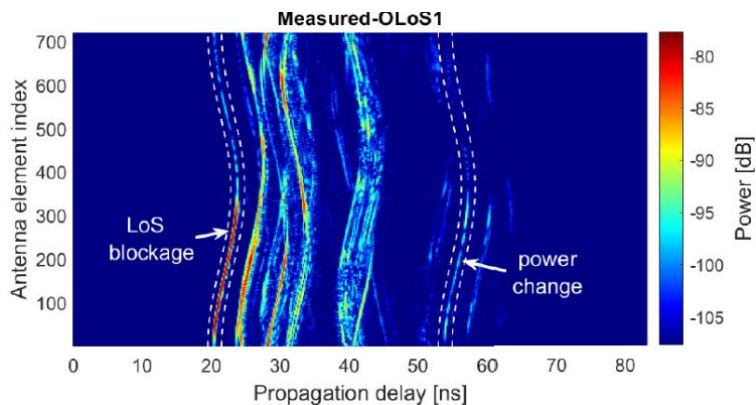 Measured-OLoS1
700
600
500
400
300
200
100
Antenna element index
LoS
blockage
power
change
0
10
20
30
40
50
60
70
80
Propagation delay [ns]
-80
-85
-90
-95
-100
-105
Power [dB]